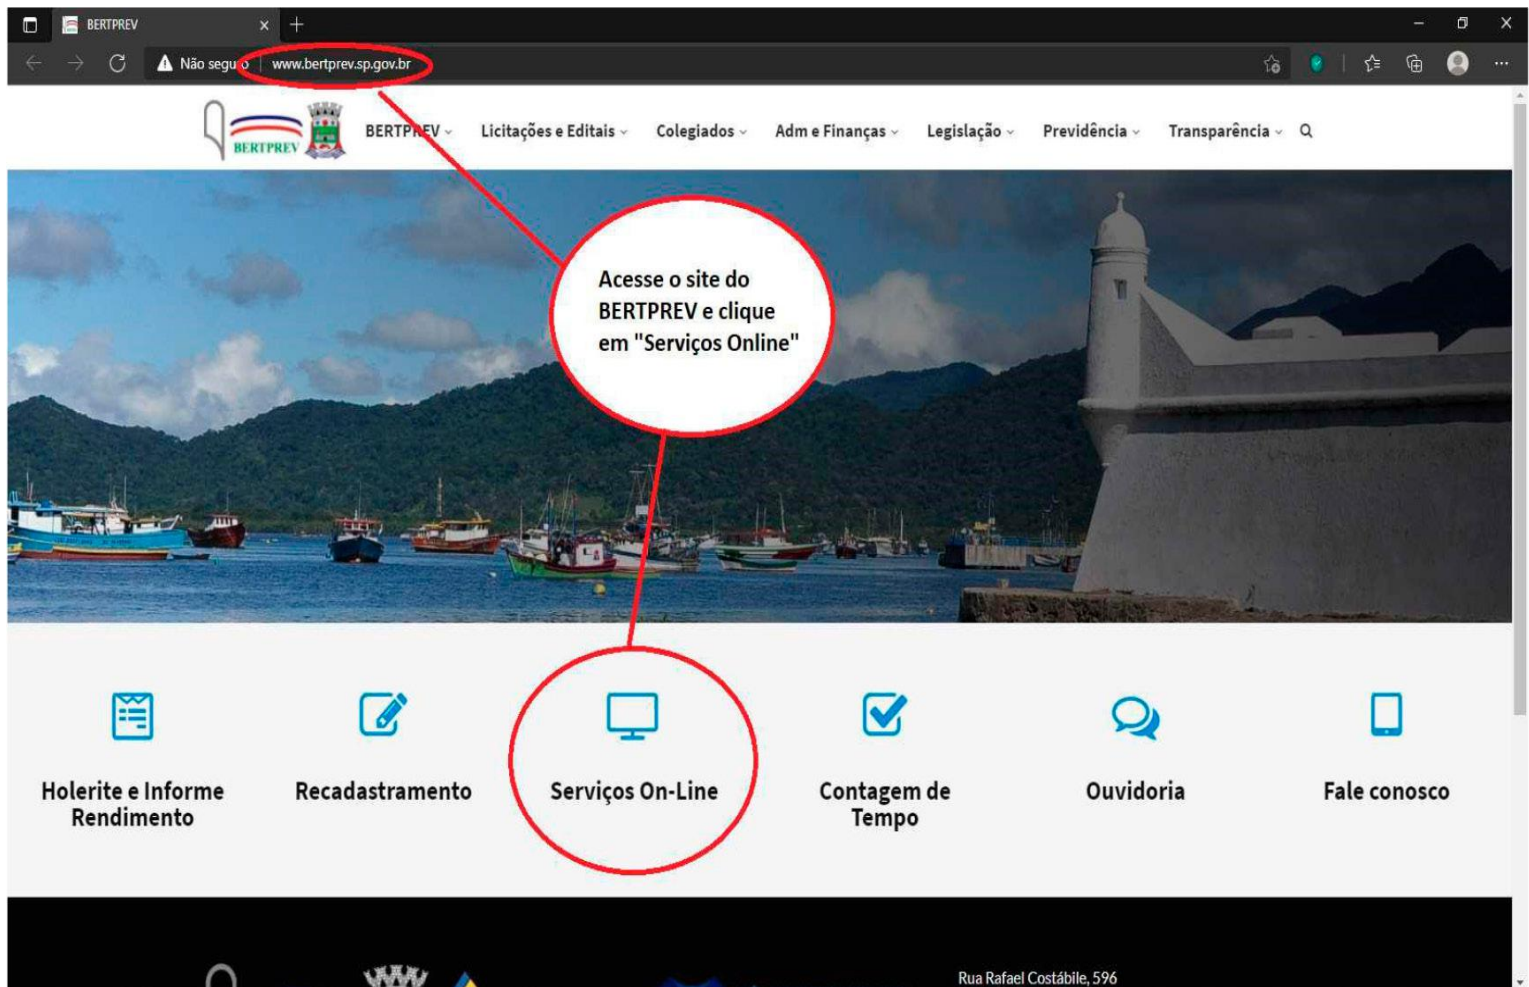 BERTPREV
Não seguro
www.bertprev.sp.gov.br
BERTPREV
BERTPREV
Licitações e Editais
Colegiados
Adm e Finanças
Legislação
Previdência
Transparência
Acesse o site do
BERTPREV e clique
em "Serviços Online"
Holerite e Informe
Rendimento
Recadastramento
Serviços On-Line
Contagem de
Tempo
Ouvidoria
Fale conosco
Rua Rafael Costábile, 596